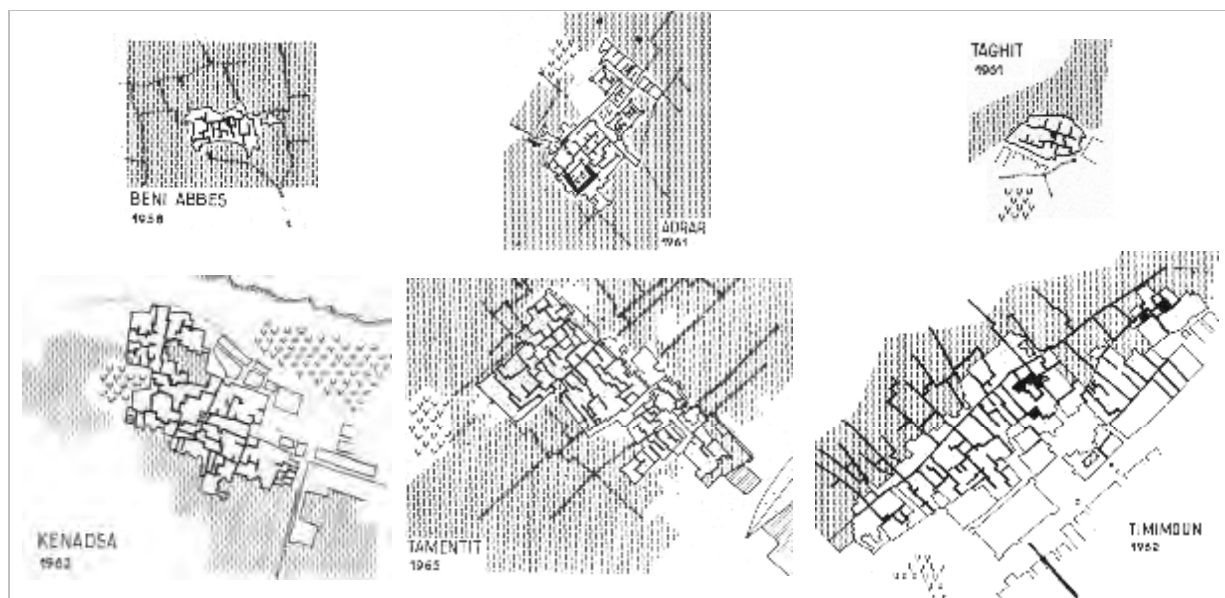 BENI ABBES
1958
ADRAR
1961
TAGHIT
1961
KENADSA
1963
TAMENTIT
1965
TIMIMOUN
1962